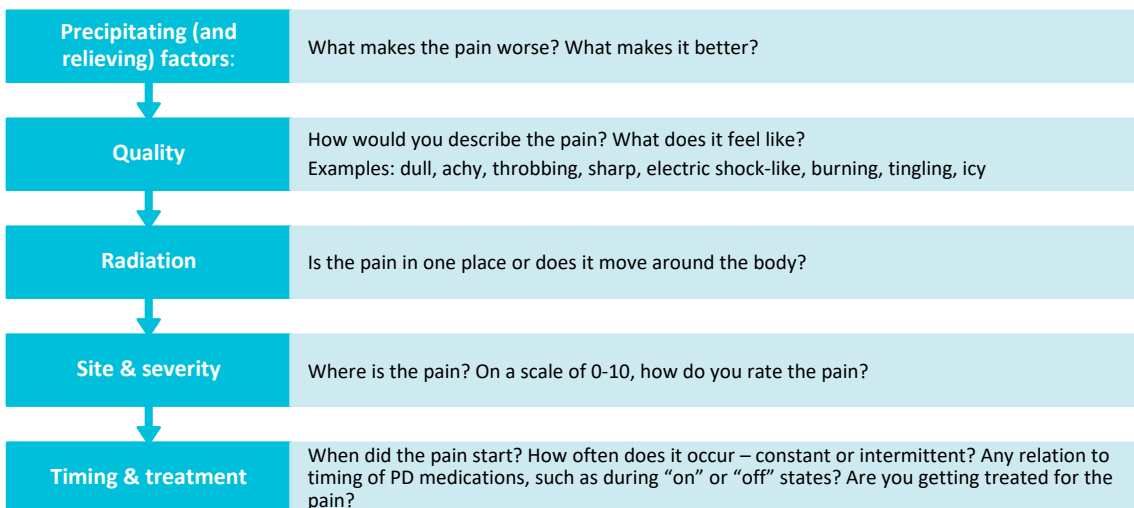 Precipitating (and
relieving) factors:
What makes the pain worse? What makes it better?
Quality
How would you describe the pain? What does it feel like?
Examples: dull, achy, throbbing, sharp, electric shock-like, burning, tingling, icy
Radiation
Is the pain in one place or does it move around the body?
Site & severity
Where is the pain? On a scale of 0-10, how do you rate the pain?
Timing & treatment
When did the pain start? How often does it occur – constant or intermittent? Any relation to
timing of PD medications, such as during “on” or “off” states? Are you getting treated for the
pain?